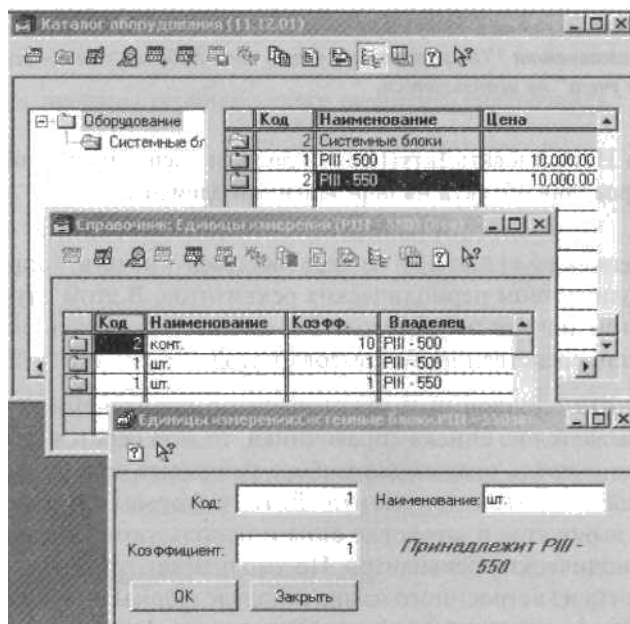 Каталог оборудования (11.12.01)
Оборудование
Системные бл
Код Наименование Цена
2 Системные блоки
1 PIII - 500 10,000.00
2 PIII - 550 10,000.00
Справочник: Единицы измерения (PIII
Код Наименование Коэфф. Владелец
2 конт. 10 PIII - 500
1 шт. 1 PIII - 500
1 шт. 1 PIII - 550
Единицы измерения:Системные блоки
Код: 1 Наименование: шт.
Коэффициент: 1 Принадлежит PIII -
550
OK Закрыть